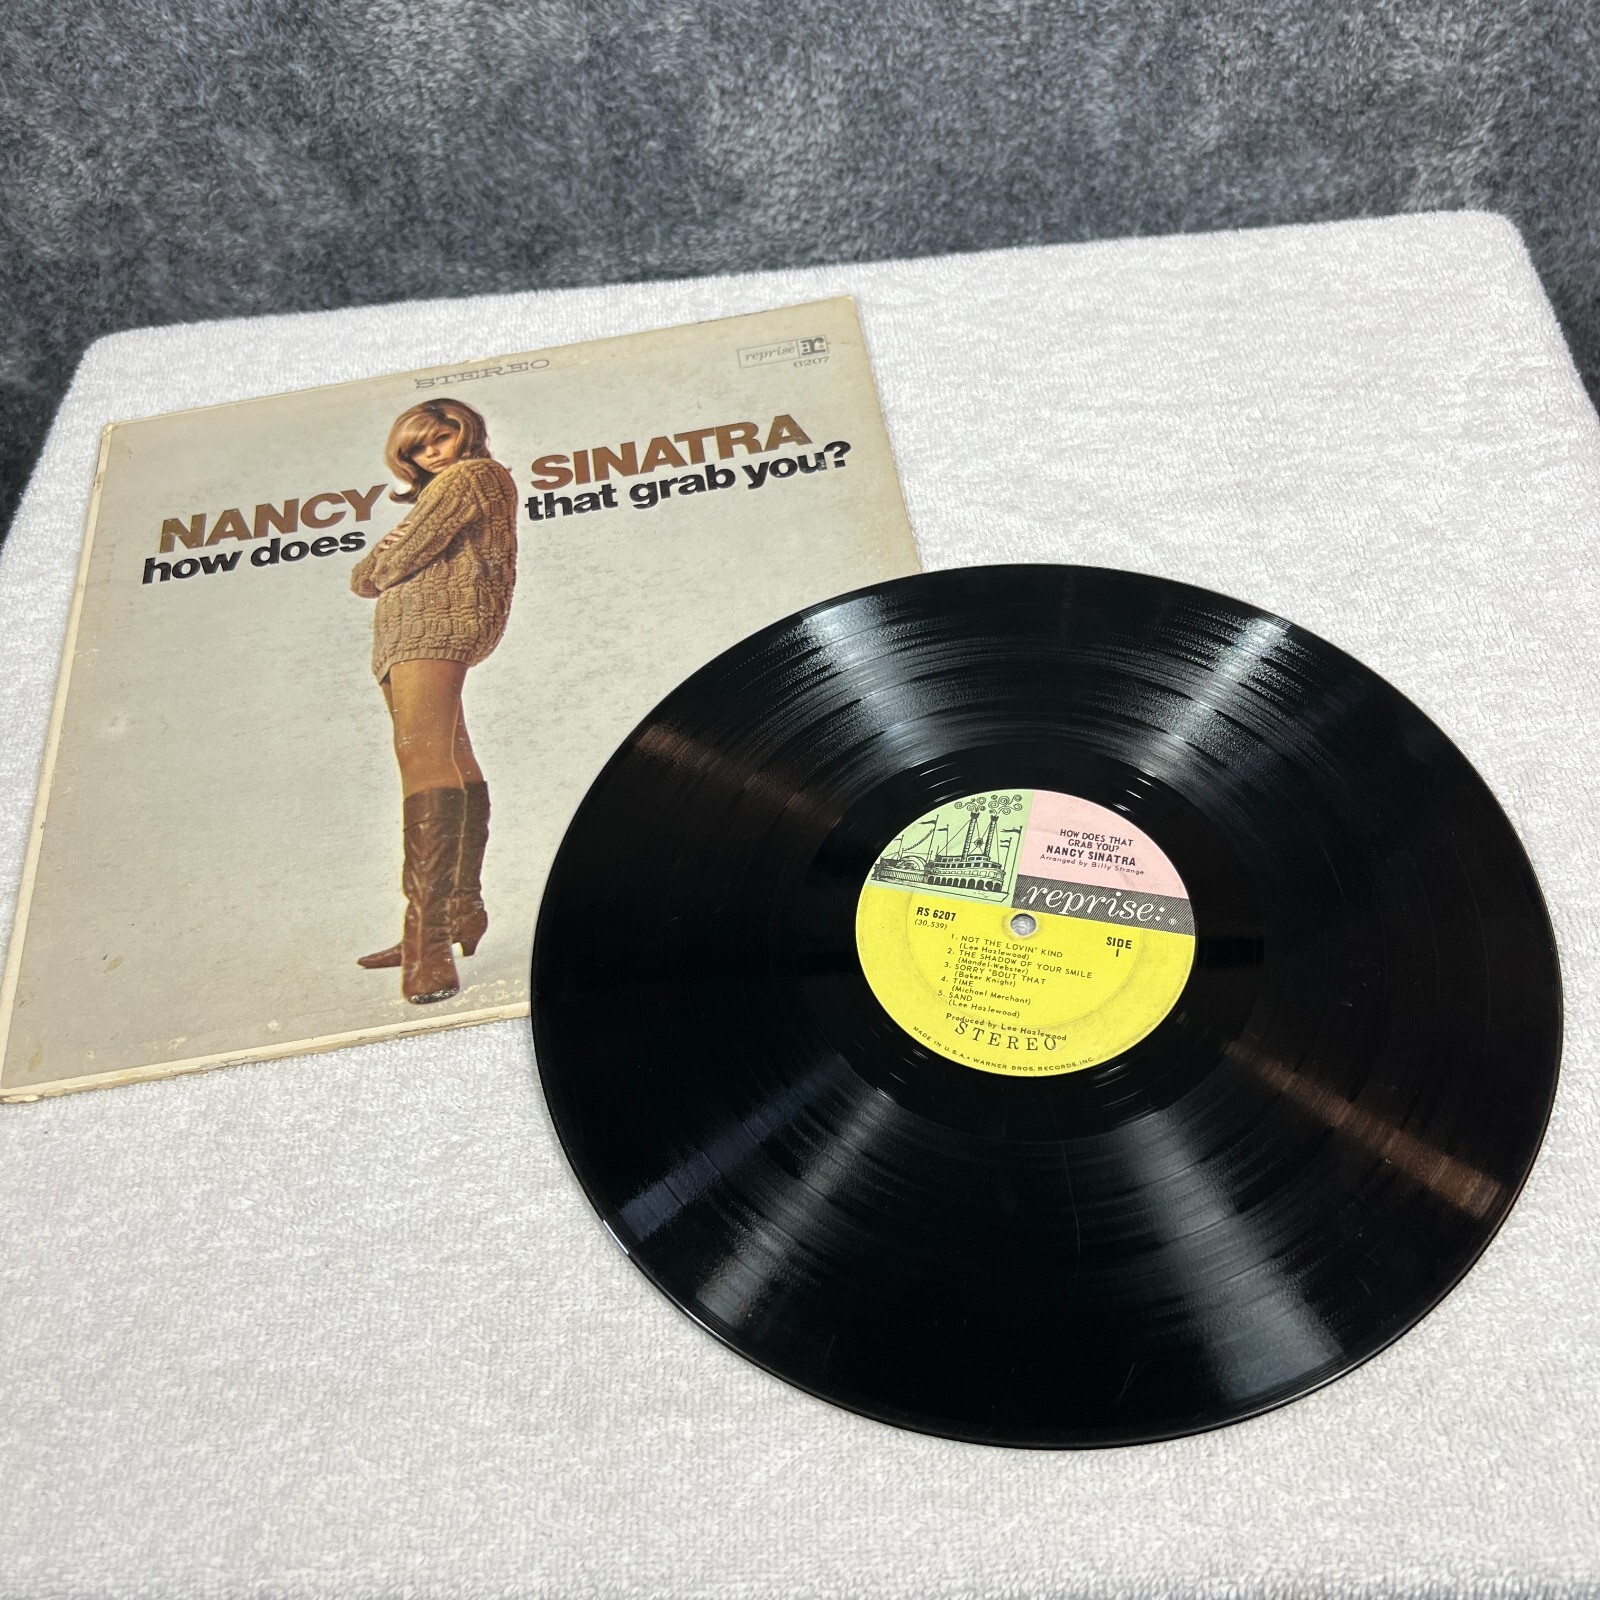 STEREO
reprise: r
6207
NANCY SINATRA
how does that grab you?
HOW DOES THAT
GRAB YOU?
NANCY SINATRA
Arranged by Billy Strange
reprise: ®
RS 6207
(30,539)
SIDE
1
1. NOT THE LOVIN' KIND
(Lee Hazlewood)
2. THE SHADOW OF YOUR SMILE
(Mandel-Webster)
3. SORRY 'BOUT THAT
(Baker Knight)
4. TIME
(Michael Merchant)
5. SAND
(Lee Hazlewood)
Produced by Lee Hazlewood
STEREO
MADE IN U.S.A. • WARNER BROS. RECORDS, INC.